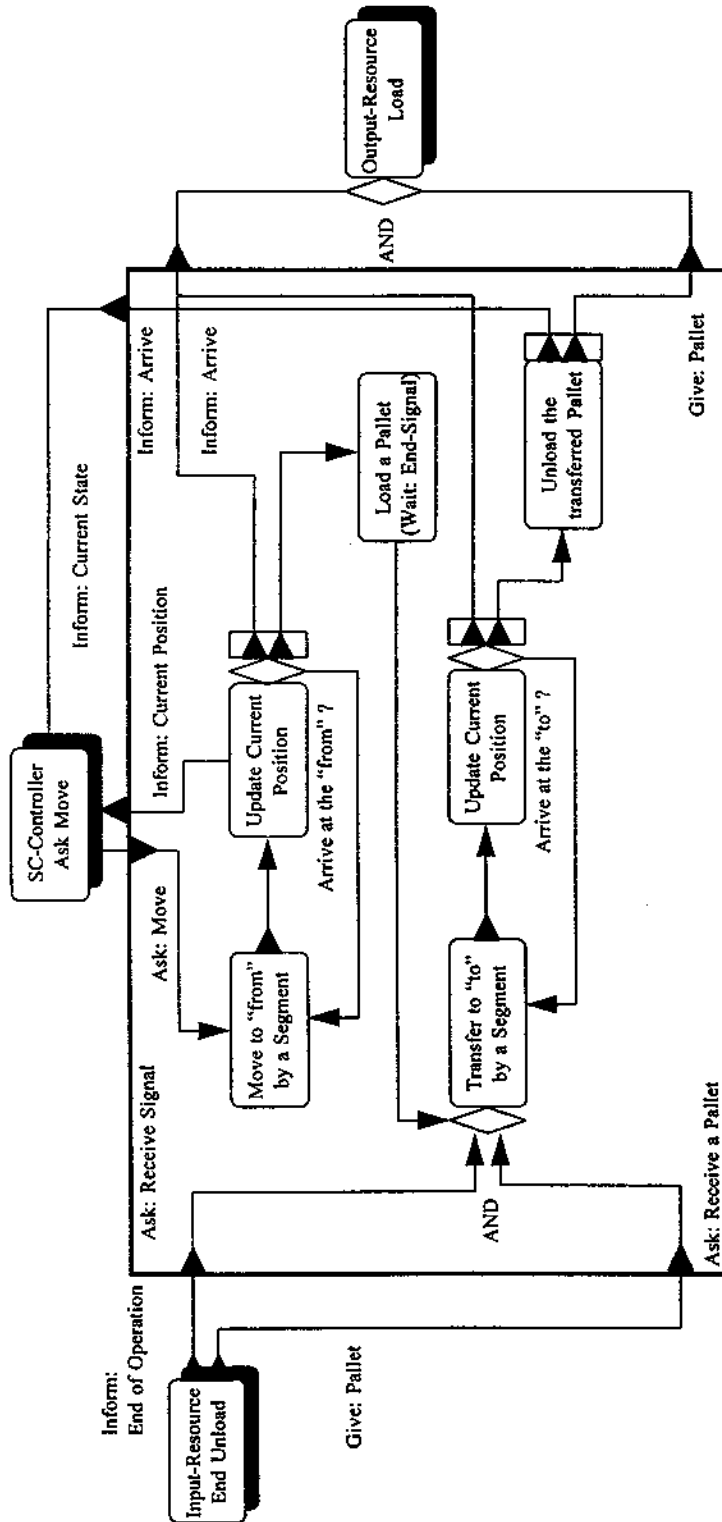 SC-Controller
Ask Move
Inform: Current State
Ask: Move
Inform: Current Position
Inform: Arrive
Inform: Arrive
Ask: Receive Signal
Inform:
End of Operation
Input-Resource
End Unload
Give: Pallet
Move to "from"
by a Segment
Update Current
Position
Arrive at the "from" ?
Load a Pallet
(Wait: End-Signal)
AND
Output-Resource
Load
AND
Transfer to "to"
by a Segment
Update Current
Position
Arrive at the "to" ?
Unload the
transferred Pallet
Ask: Receive a Pallet
Give: Pallet